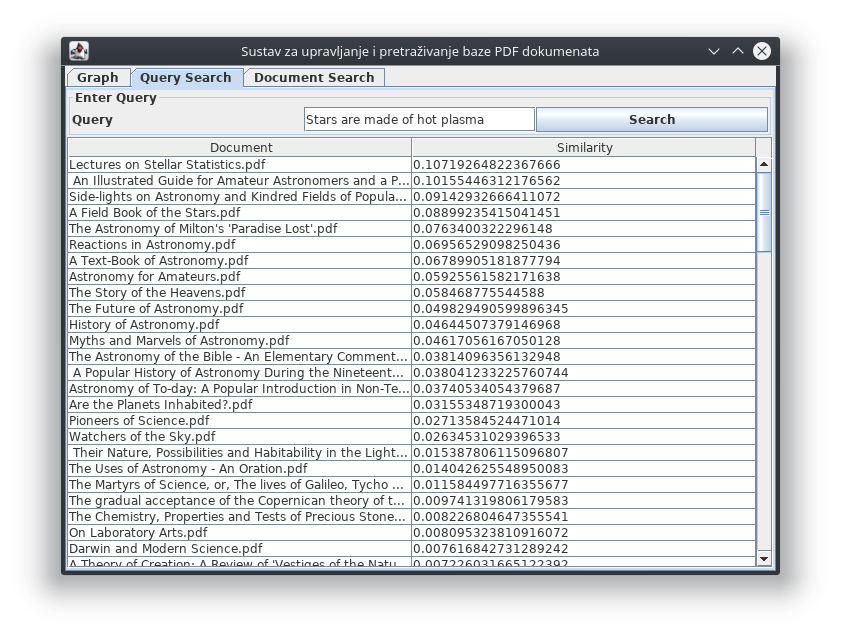 Sustav za upravljanje i pretraživanje baze PDF dokumenata
Graph Query Search Document Search
Enter Query
Query Stars are made of hot plasma Search
Document Similarity
Lectures on Stellar Statistics.pdf 0.10719264822367666
An Illustrated Guide for Amateur Astronomers and a P... 0.10155446312176562
Side-lights on Astronomy and Kindred Fields of Popula... 0.09142932666411072
A Field Book of the Stars.pdf 0.08899235415041451
The Astronomy of Milton's 'Paradise Lost'.pdf 0.0763400322296148
Reactions in Astronomy.pdf 0.06956529098250436
A Text-Book of Astronomy.pdf 0.06789905181877794
Astronomy for Amateurs.pdf 0.05925561582171638
The Story of the Heavens.pdf 0.058468775544588
The Future of Astronomy.pdf 0.049829490599896345
History of Astronomy.pdf 0.04644507379146968
Myths and Marvels of Astronomy.pdf 0.04617056167050128
The Astronomy of the Bible - An Elementary Comment... 0.03814096356132948
A Popular History of Astronomy During the Nineteent... 0.038041233225760744
Astronomy of To-day: A Popular Introduction in Non-Te... 0.03740534054379687
Are the Planets Inhabited?.pdf 0.03155348719300043
Pioneers of Science.pdf 0.02713584524471014
Watchers of the Sky.pdf 0.02634531029396533
Their Nature, Possibilities and Habitability in the Light... 0.015387806115096807
The Uses of Astronomy - An Oration.pdf 0.014042625548950083
The Martyrs of Science, or, The lives of Galileo, Tycho ... 0.011584497716355677
The gradual acceptance of the Copernican theory of t... 0.009741319806179583
The Chemistry, Properties and Tests of Precious Stone... 0.008226804647355541
On Laboratory Arts.pdf 0.008095323810916072
Darwin and Modern Science.pdf 0.007616842731289242
A Theory of Creation: A Review of 'Vestiges of the Natu... 0.007226031665122392